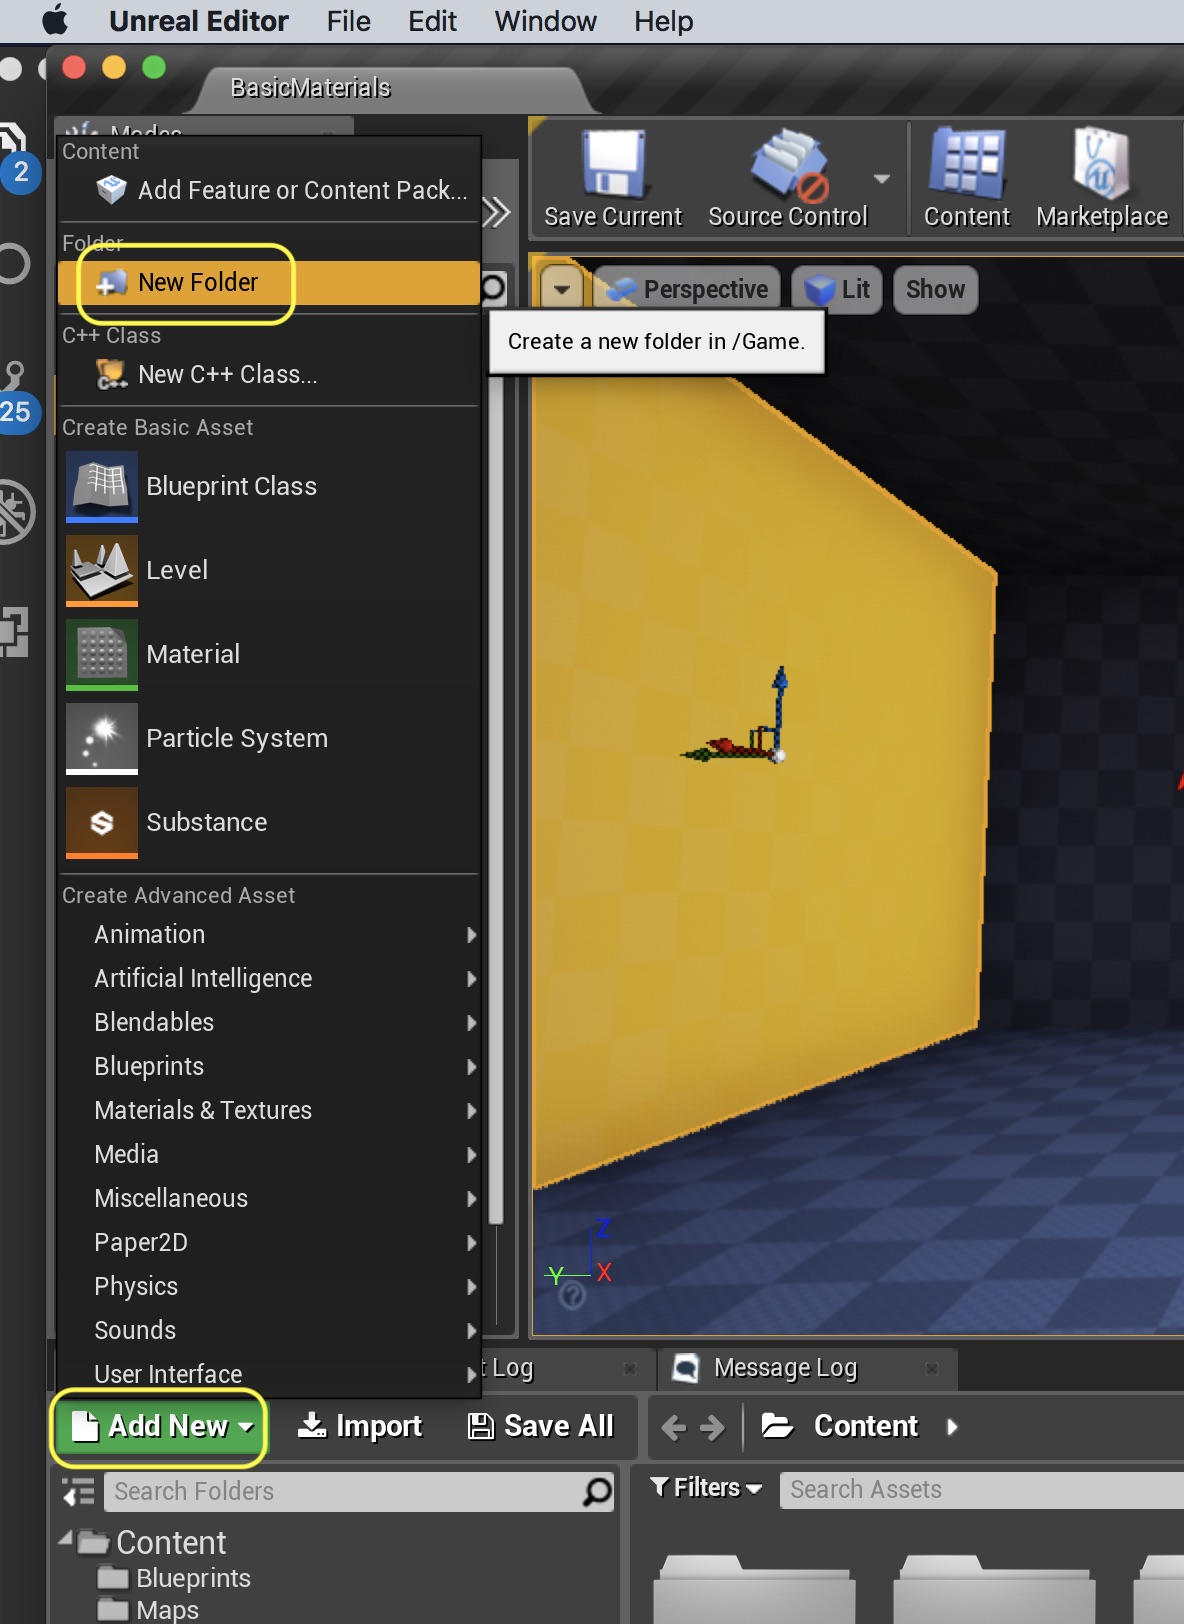 Unreal Editor File Edit Window Help
BasicMaterials
Modes
2
Content
Add Feature or Content Pack...
Save Current Source Control Content Marketplace
Folder
New Folder
Perspective Lit Show
C++ Class
Create a new folder in /Game.
New C++ Class...
25
Create Basic Asset
Blueprint Class
Level
Material
Particle System
Substance
Create Advanced Asset
Animation
Artificial Intelligence
Blendables
Blueprints
Materials & Textures
Media
Miscellaneous
Z
Paper2D
Y X
Physics
Sounds
User Interface
t Log Message Log
Add New Import Save All Content
Search Folders Filters Search Assets
Content
Blueprints
Maps